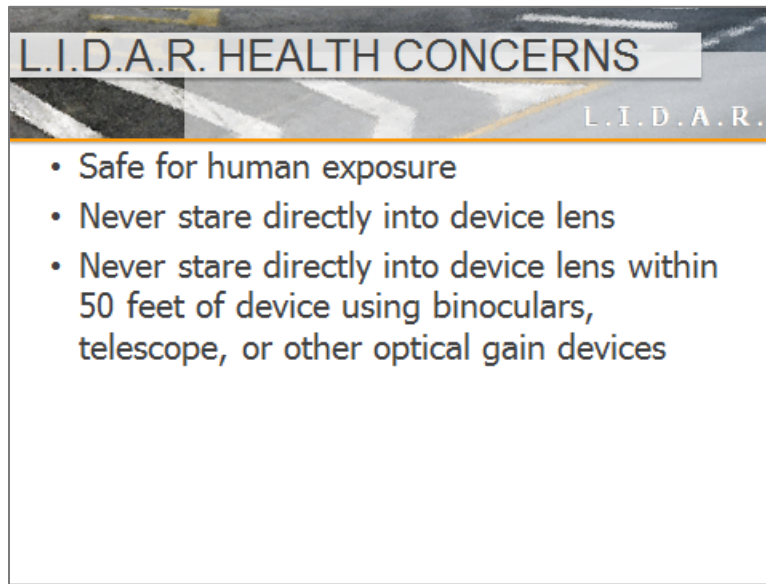 L.I.D.A.R. HEALTH CONCERNS
L.I.D.A.R.
• Safe for human exposure
• Never stare directly into device lens
• Never stare directly into device lens within
50 feet of device using binoculars,
telescope, or other optical gain devices